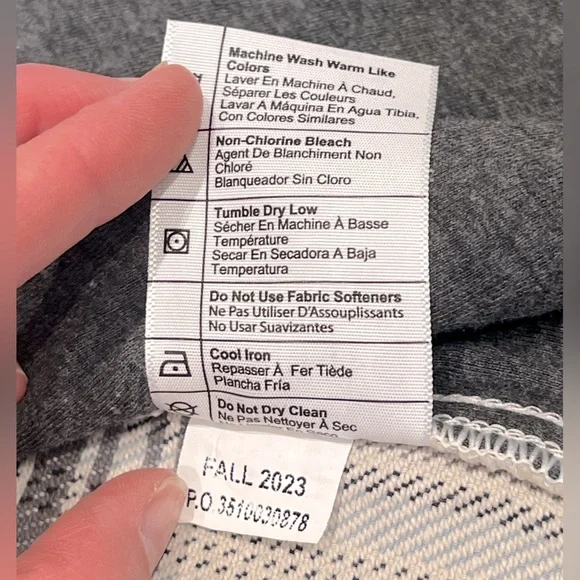 Machine Wash Warm Like
Colors
Laver En Machine À Chaud,
Séparer Les Couleurs
Lavar A Máquina En Agua Tibia,
Con Colores Similares
Non-Chlorine Bleach
Agent De Blanchiment Non
Chloré
Blanqueador Sin Cloro
Tumble Dry Low
Sécher En Machine À Basse
Température
Secar En Secadora A Baja
Temperatura
Do Not Use Fabric Softeners
Ne Pas Utiliser D'Assouplissants
No Usar Suavizantes
Cool Iron
Repasser À Fer Tiède
Plancha Fría
Do Not Dry Clean
Ne Pas Nettoyer À Sec
FALL 2023
P.O. 3510030878